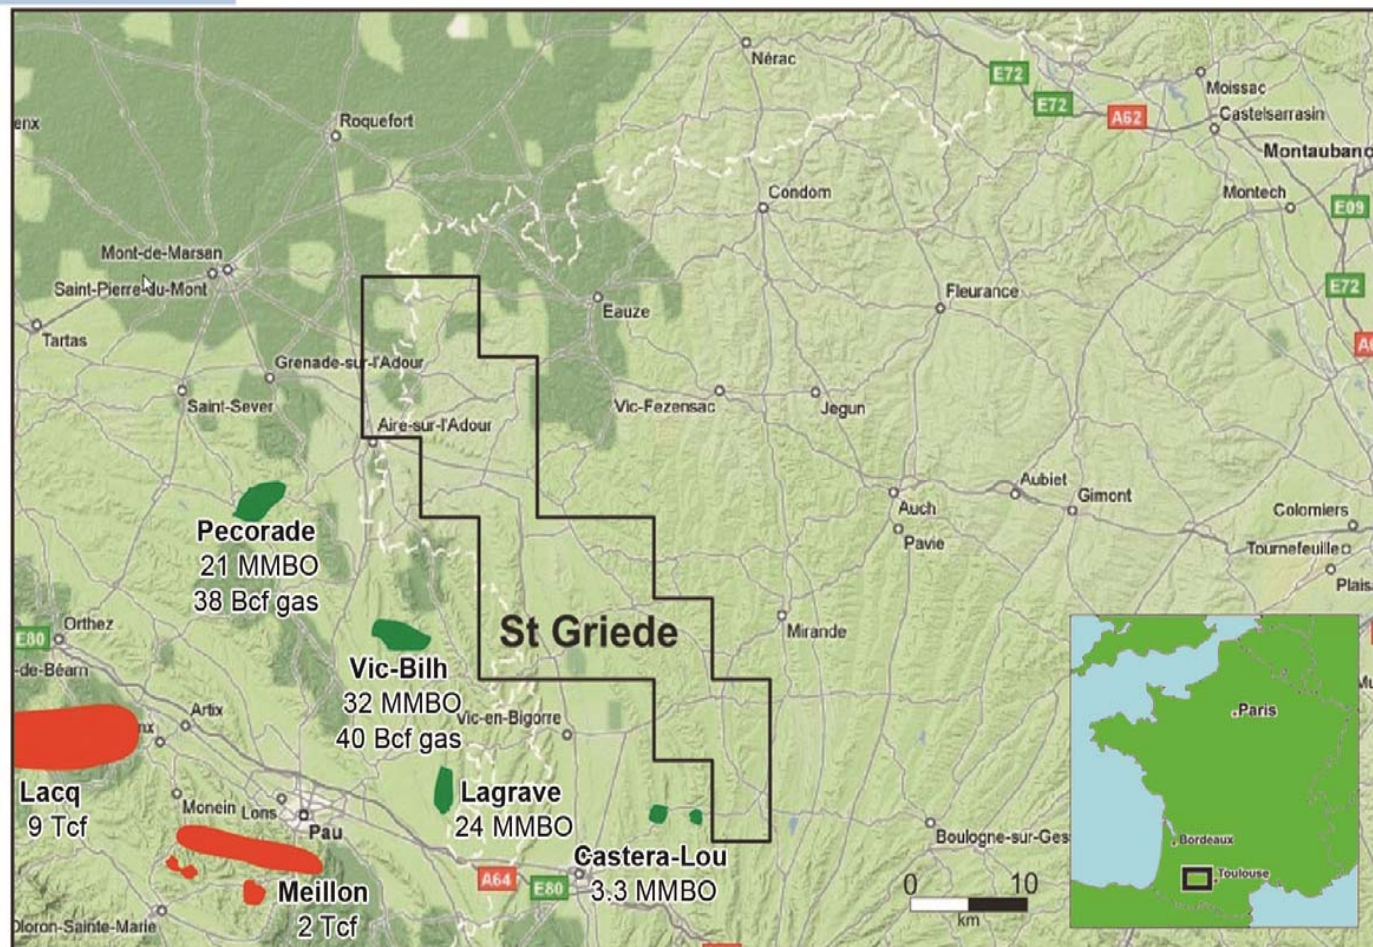 Nérac
E72
Moissac
E72
A62
Castelsarrasin
enx
Roquefort
Montauban
Condom
Montech
E09
Mont-de-Marsan
Saint-Pierre-du-Mont
E72
Fleurance
Eauze
Tartas
Grenade-sur-l'Adour
Saint-Sever
Vic-Fezensac
Jegun
Aire-sur-l'Adour
Aubiet
Gimont
Auch
Colomiers
Pavie
Tournefeuille
Plais
Pecorade
21 MMBO
38 Bcf gas
E80
Orthez
-de-Béarn
St Griede
Mirande
Vic-Bilh
32 MMBO
40 Bcf gas
Artix
nx
Vic-en-Bigorre
Paris
Lacq
9 Tcf
Monein
Lons
Pau
Lagrave
24 MMBO
Boulogne-sur-Ges
Bordeaux
Toulouse
Castera-Lou
3.3 MMBO
A64
E80
Meillon
2 Tcf
0 10
km
Oloron-Sainte-Marie